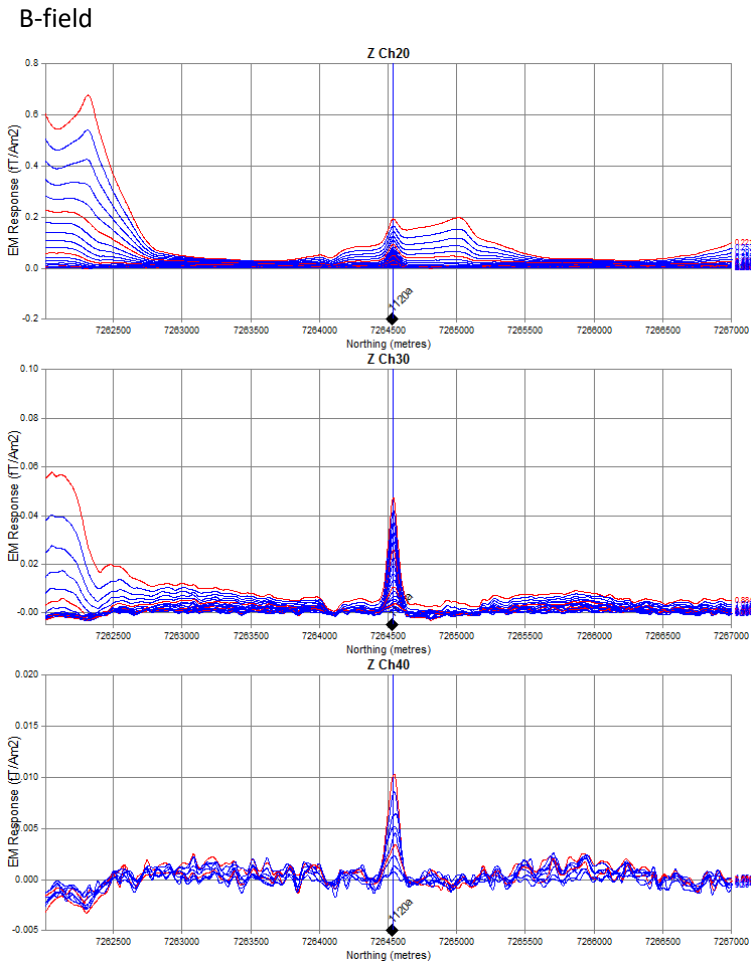 B-field
Z Ch20
EM Response (fT/Am2)
0.8
0.6
0.4
0.2
0.0
-0.2
7262500 7263000 7263500 7264000 7264500 7265000 7265500 7266000 7266500 7267000
1120a
Northing (metres)
Z Ch30
EM Response (fT/Am2)
0.10
0.08
0.06
0.04
0.02
-0.00
7262500 7263000 7263500 7264000 7264500 7265000 7265500 7266000 7266500 7267000
Northing (metres)
Z Ch40
EM Response (fT/Am2)
0.020
0.015
0.010
0.005
0.000
-0.005
7262500 7263000 7263500 7264000 7264500 7265000 7265500 7266000 7266500 7267000
1120a
Northing (metres)